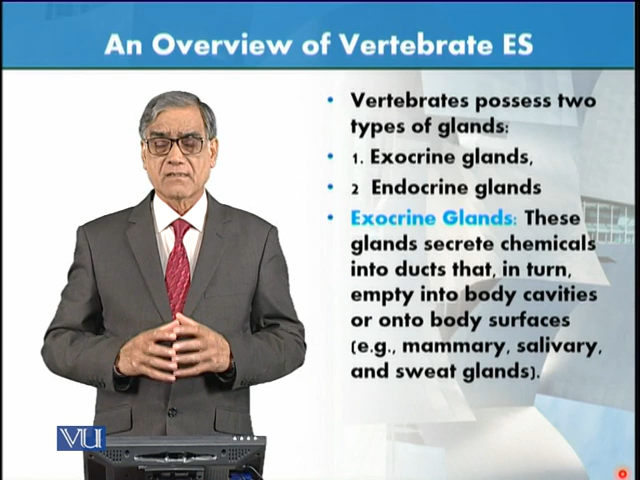 An Overview of Vertebrate ES
• Vertebrates possess two
types of glands:
• 1. Exocrine glands,
• 2 Endocrine glands
• Exocrine Glands: These
glands secrete chemicals
into ducts that, in turn,
empty into body cavities
or onto body surfaces
(e.g., mammary, salivary,
and sweat glands).
VU